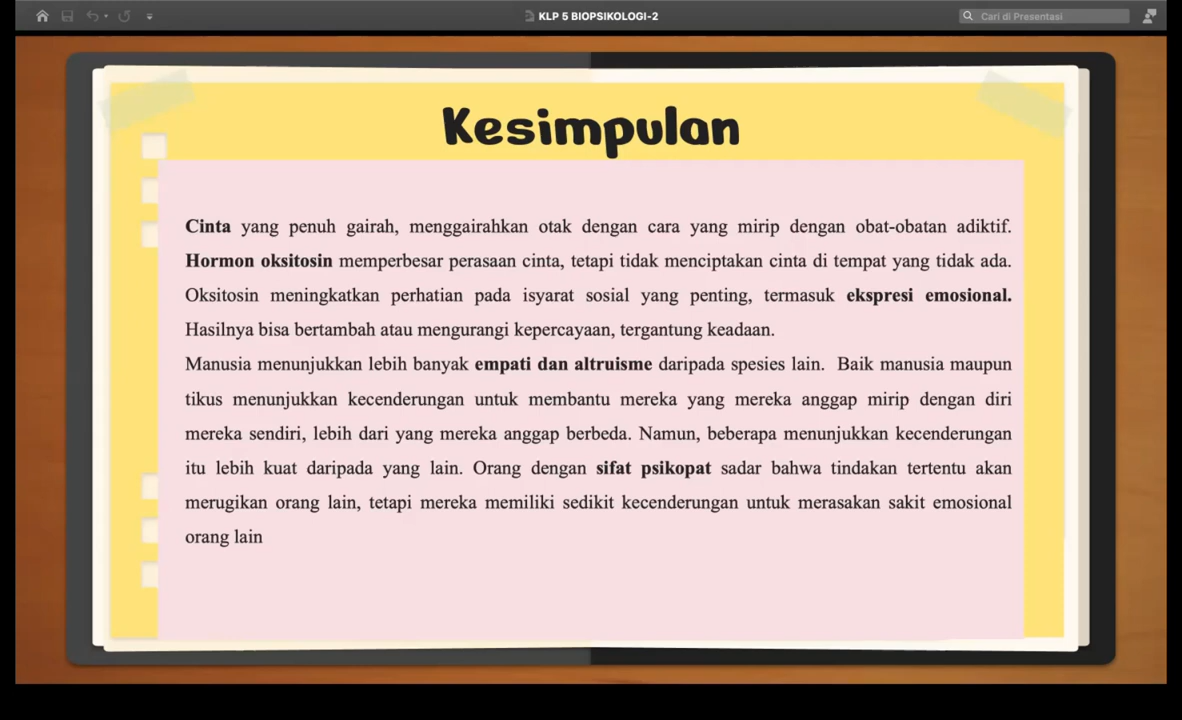 KLP 5 BIOPSIKOLOGI-2
Cari di Presentasi
Kesimpulan
Cinta yang penuh gairah, menggairahkan otak dengan cara yang mirip dengan obat-obatan adiktif.
Hormon oksitosin memperbesar perasaan cinta, tetapi tidak menciptakan cinta di tempat yang tidak ada.
Oksitosin meningkatkan perhatian pada isyarat sosial yang penting, termasuk ekspresi emosional.
Hasilnya bisa bertambah atau mengurangi kepercayaan, tergantung keadaan.
Manusia menunjukkan lebih banyak empati dan altruisme daripada spesies lain. Baik manusia maupun
tikus menunjukkan kecenderungan untuk membantu mereka yang mereka anggap mirip dengan diri
mereka sendiri, lebih dari yang mereka anggap berbeda. Namun, beberapa menunjukkan kecenderungan
itu lebih kuat daripada yang lain. Orang dengan sifat psikopat sadar bahwa tindakan tertentu akan
merugikan orang lain, tetapi mereka memiliki sedikit kecenderungan untuk merasakan sakit emosional
orang lain